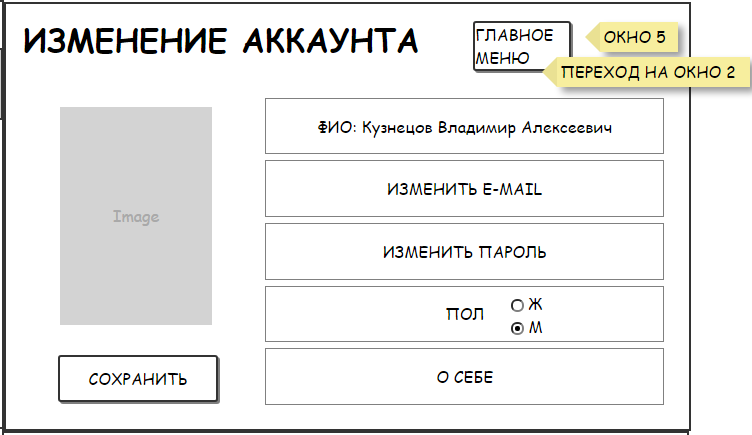 ИЗМЕНЕНИЕ АККАУНТА
ГЛАВНОЕ
МЕНЮ
ОКНО 5
ПЕРЕХОД НА ОКНО 2
Image
ФИО: Кузнецов Владимир Алексеевич
ИЗМЕНИТЬ E-MAIL
ИЗМЕНИТЬ ПАРОЛЬ
ПОЛ
Ж
М
СОХРАНИТЬ
О СЕБЕ